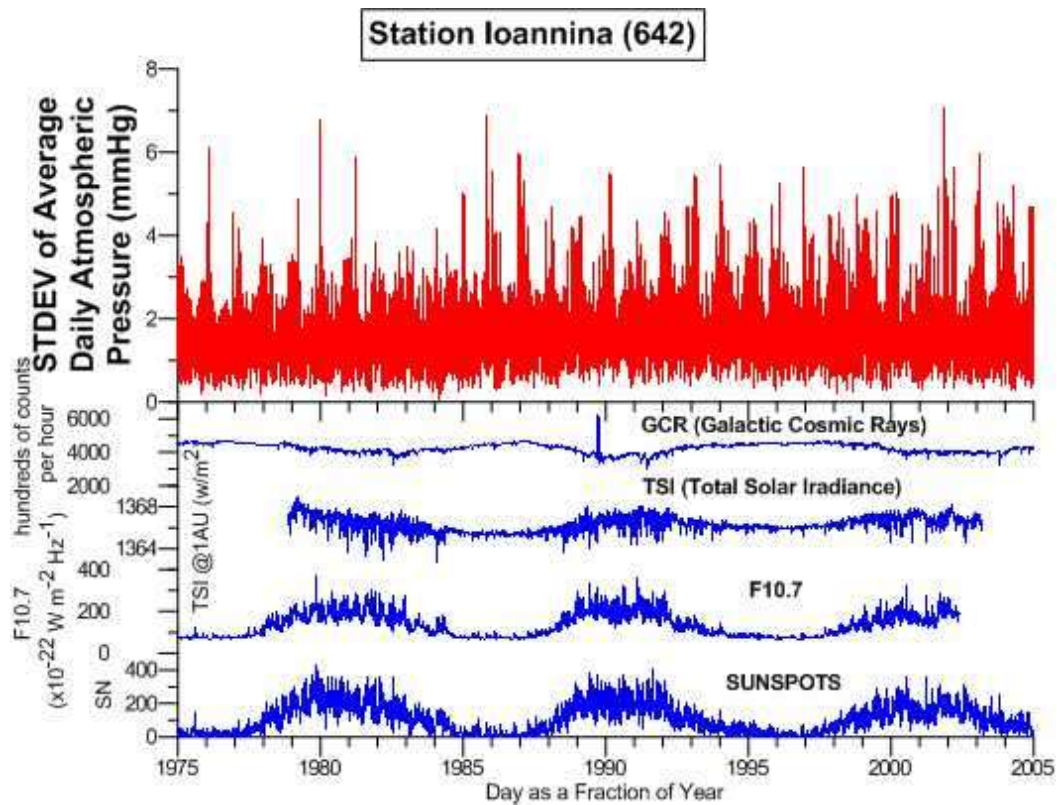 Station Ioannina (642)
STDEV of Average
Daily Atmospheric
Pressure (mmHg)
8
6
4
2
0
hundreds of counts
per hour
6000
4000
2000
GCR (Galactic Cosmic Rays)
TSI @1AU (w/m²)
1368
1364
TSI (Total Solar Irradiance)
F10.7
(x10⁻²² W m⁻² Hz⁻¹)
400
200
0
F10.7
SN
400
200
0
SUNSPOTS
1975 1980 1985 1990 1995 2000 2005
Day as a Fraction of Year